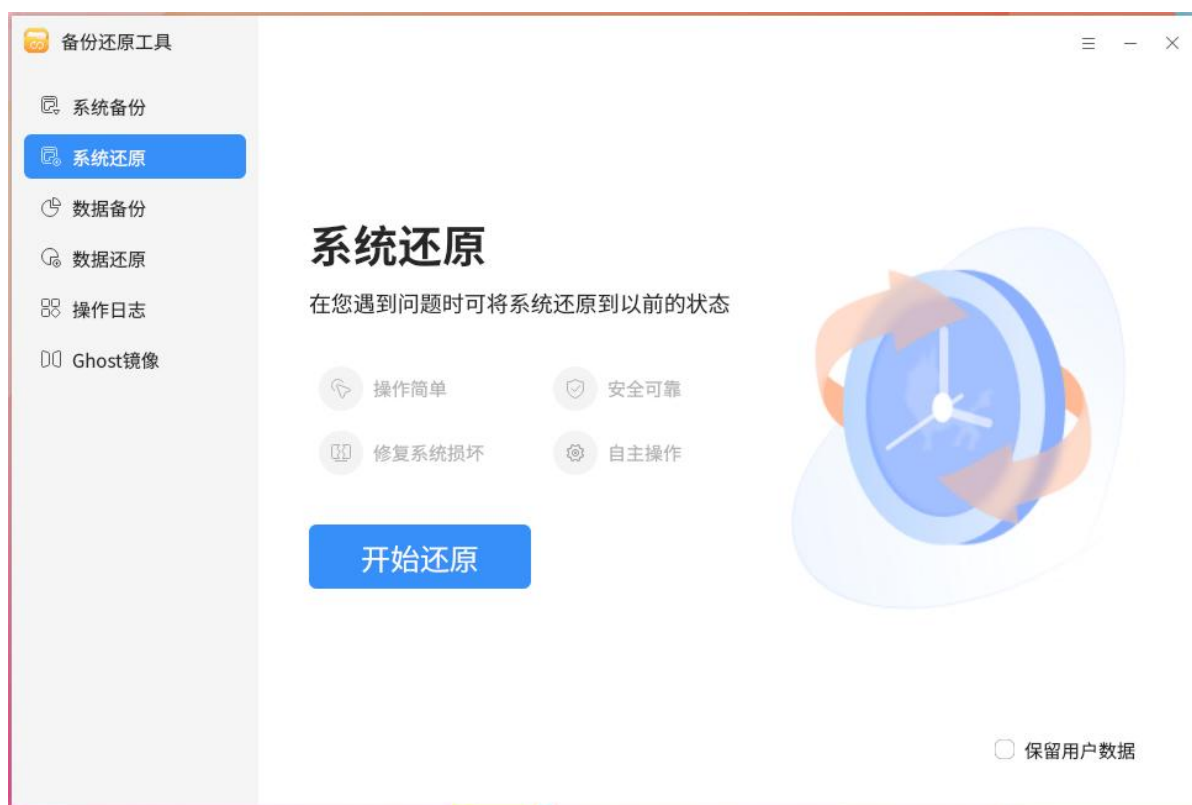 备份还原工具
系统备份
系统还原
数据备份
数据还原
操作日志
Ghost镜像
系统还原
在您遇到问题时可将系统还原到以前的状态
操作简单
安全可靠
修复系统损坏
自主操作
开始还原
保留用户数据